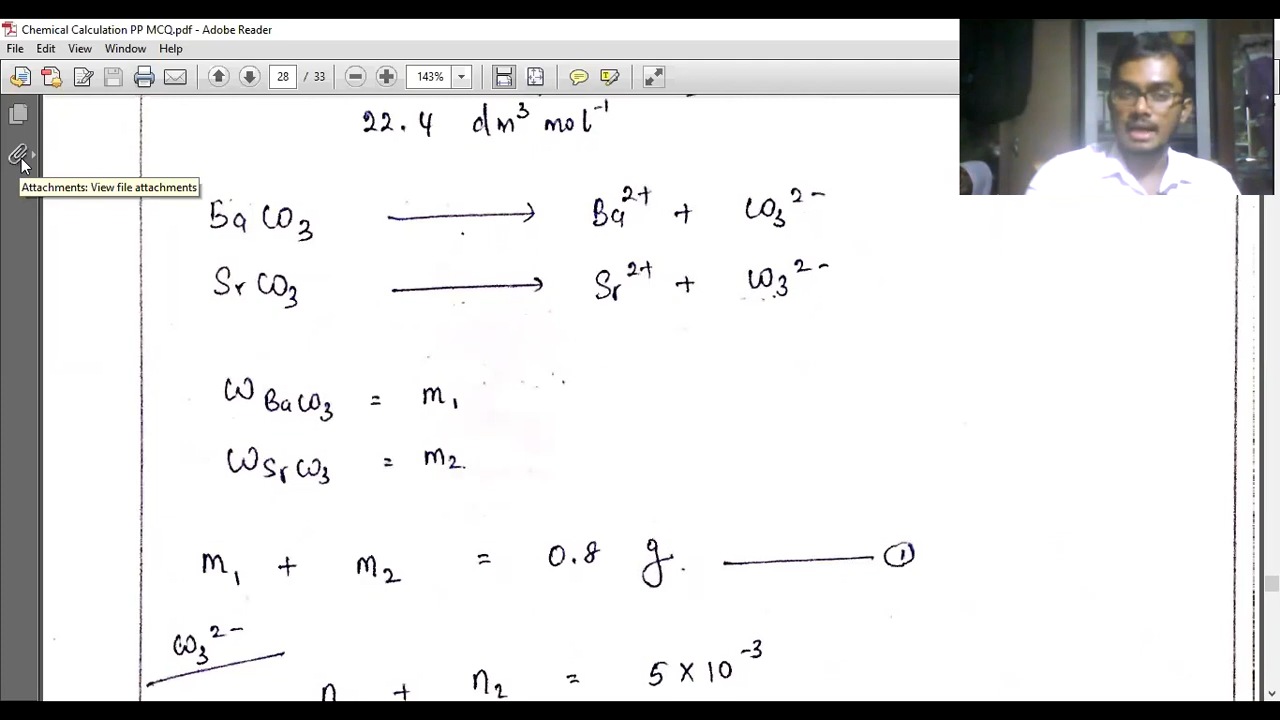 Chemical Calculation PP MCQ.pdf - Adobe Reader
File Edit View Window Help
28 / 33 143%
22.4 dm³ mol⁻¹
Attachments: View file attachments
BaCO₃ → Ba²⁺ + CO₃²⁻
SrCO₃ → Sr²⁺ + CO₃²⁻
W BaCO₃ = m₁
W SrCO₃ = m₂.
m₁ + m₂ = 0.8 g. ——— ①
CO₃²⁻
n + n₂ = 5 × 10⁻³